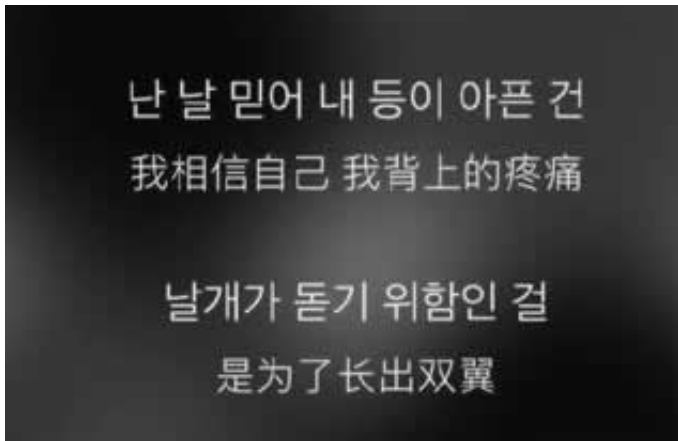 난 날 믿어 내 등이 아픈 건
我相信自己 我背上的疼痛
날개가 돋기 위함인 걸
是为了长出双翼